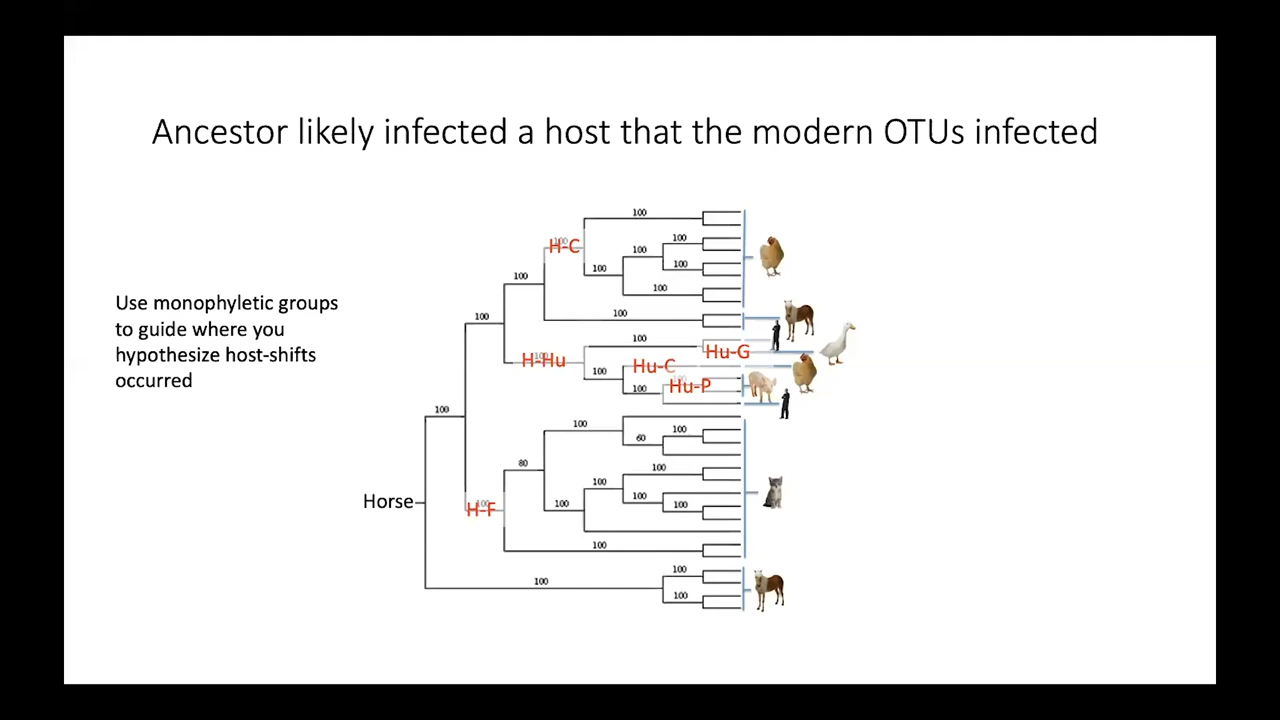 Ancestor likely infected a host that the modern OTUs infected
Use monophyletic groups
to guide where you
hypothesize host-shifts
occurred
100
100
H-C
100
100
100
100
100
100
100
100
100
Hu-G
H-Hu
100
Hu-C
100
100
Hu-P
100
100
100
60
80
100
100
100
100
100
Horse
100
H-F
100
100
100
100
100